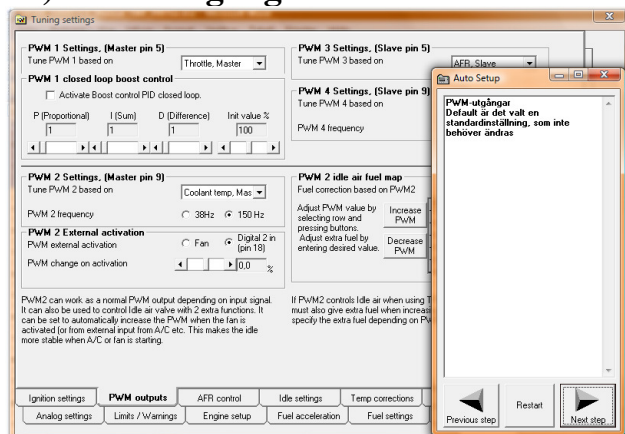 Tuning settings
PWM 1 Settings, (Master pin 5)
Tune PWM 1 based on
Throttle, Master
PWM 1 closed loop boost control
Activate Boost control PID closed loop.
P (Proportional) I (Sum) D (Difference) Init value %
1 1 1 100
PWM 3 Settings, (Slave pin 5)
Tune PWM 3 based on
AFR, Slave
PWM 4 Settings, (Slave pin 9)
Tune PWM 4 based on
PWM 4 frequency
PWM 2 Settings, (Master pin 9)
Tune PWM 2 based on
Coolant temp, Mas
PWM 2 frequency
38Hz 150 Hz
PWM 2 External activation
PWM external activation
Fan Digital 2 in
(pin 18)
PWM change on activation
0,0 %
PWM 2 idle air fuel map
Fuel correction based on PWM2
Adjust PWM value by
selecting row and
pressing buttons.
Adjust extra fuel by
entering desired value.
Increase
PWM
Decrease
PWM
PWM2 can work as a normal PWM output depending on input signal.
It can also be used to control Idle air valve with 2 extra functions. It
can be set to automatically increase the PWM when the fan is
activated (or from external input from A/C etc. This makes the idle
more stable when A/C or fan is starting.
If PWM2 controls Idle air when using
must also give extra fuel when
specify the extra fuel depending on
Ignition settings PWM outputs AFR control Idle settings Temp corrections
Analog settings Limits / Warnings Engine setup Fuel acceleration Fuel settings
Auto Setup
PWM-utgångar
Default är det valt en
standardinställning, som inte
behöver ändras
Previous step Restart Next step